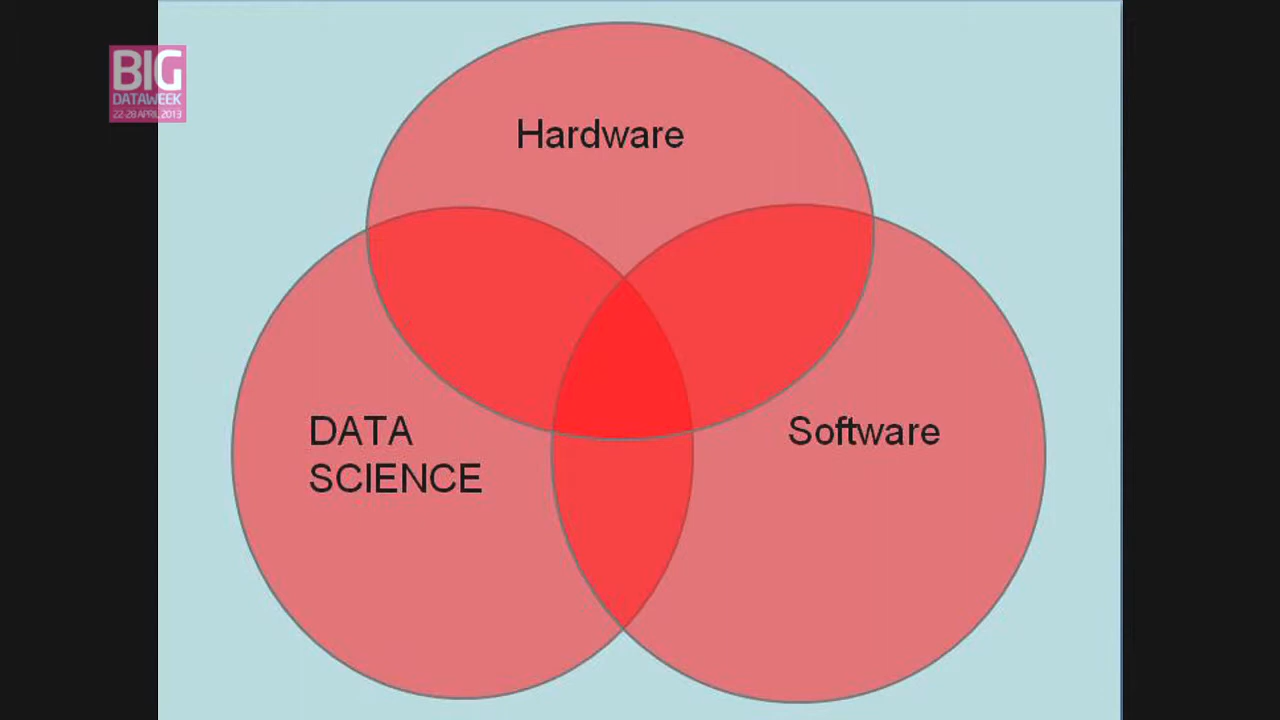 BIG
DATAWEEK
22-28 APRIL 2013
Hardware
DATA
SCIENCE
Software